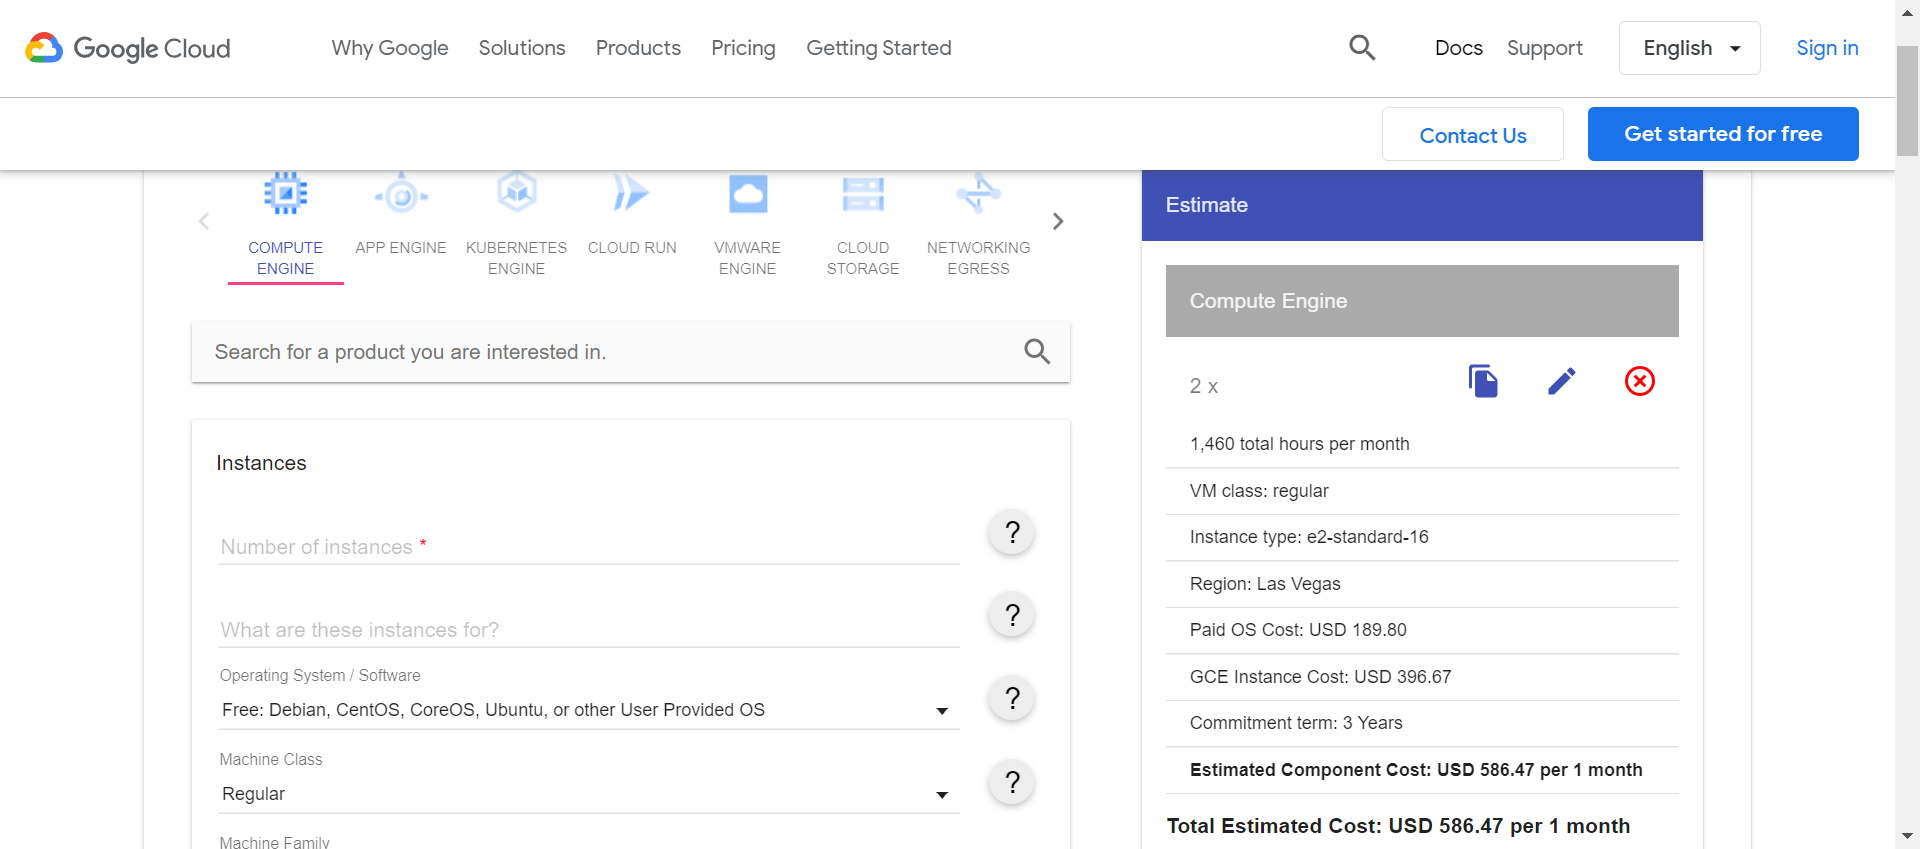 Google Cloud
Why Google
Solutions
Products
Pricing
Getting Started
Docs
Support
English
Sign in
Contact Us
Get started for free
COMPUTE
ENGINE
APP ENGINE
KUBERNETES
ENGINE
CLOUD RUN
VMWARE
ENGINE
CLOUD
STORAGE
NETWORKING
EGRESS
Search for a product you are interested in.
Instances
Number of instances *
?
What are these instances for?
?
Operating System / Software
Free: Debian, CentOS, CoreOS, Ubuntu, or other User Provided OS
?
Machine Class
Regular
?
Machine Family
Estimate
Compute Engine
2 x
1,460 total hours per month
VM class: regular
Instance type: e2-standard-16
Region: Las Vegas
Paid OS Cost: USD 189.80
GCE Instance Cost: USD 396.67
Commitment term: 3 Years
Estimated Component Cost: USD 586.47 per 1 month
Total Estimated Cost: USD 586.47 per 1 month